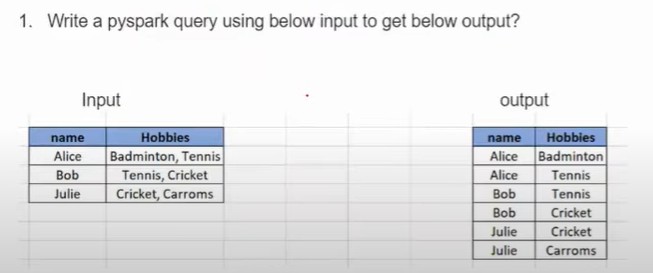 1. Write a pyspark query using below input to get below output?
Input
output
name Hobbies
Alice Badminton, Tennis
Bob Tennis, Cricket
Julie Cricket, Carroms
name Hobbies
Alice Badminton
Alice Tennis
Bob Tennis
Bob Cricket
Julie Cricket
Julie Carroms